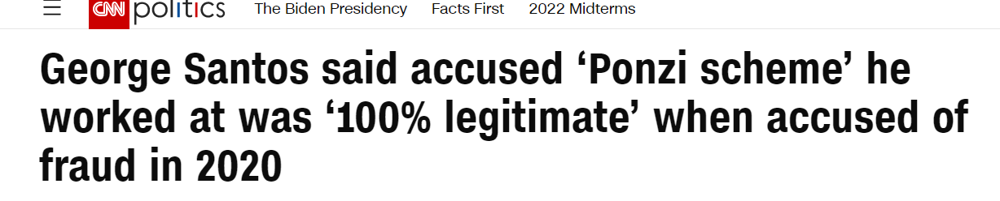 CNN politics The Biden Presidency Facts First 2022 Midterms
George Santos said accused ‘Ponzi scheme’ he
worked at was ‘100% legitimate’ when accused of
fraud in 2020